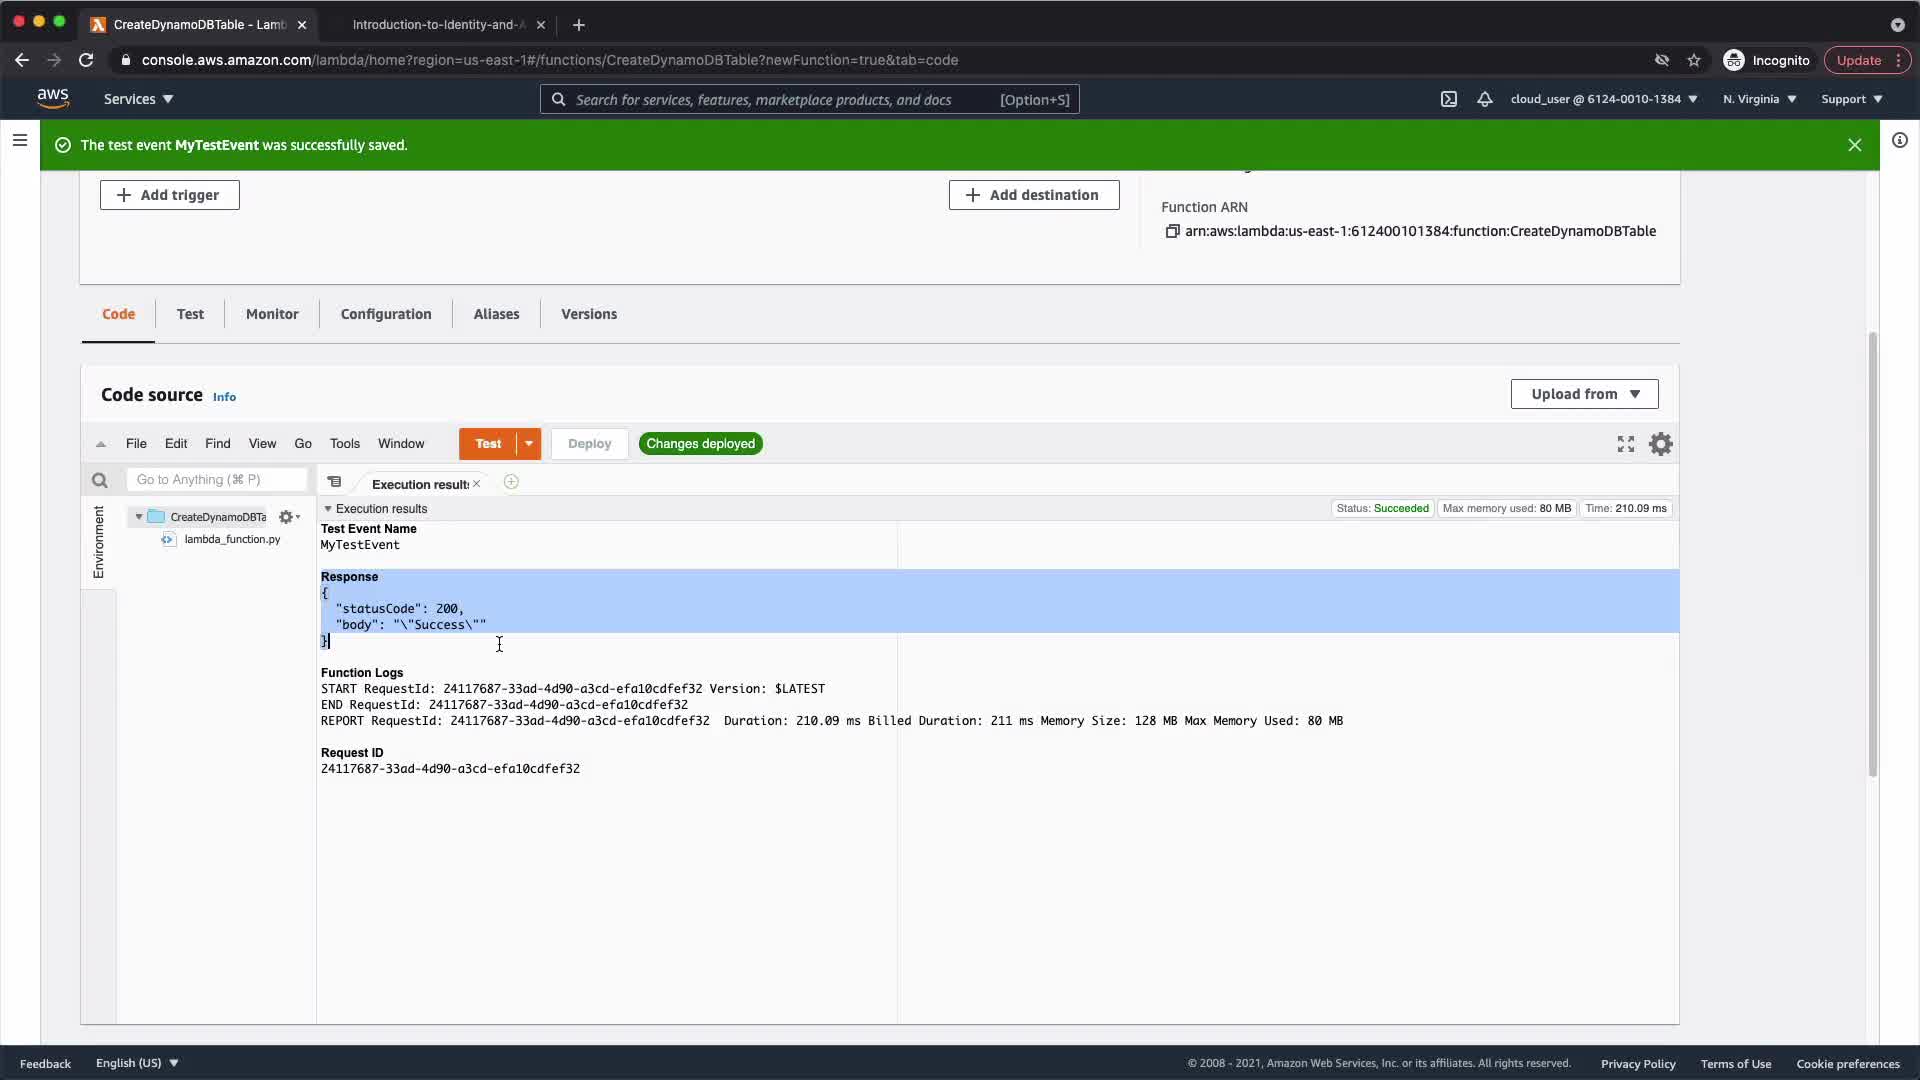 CreateDynamoDBTable - Lamb
Introduction-to-Identity-and-A
console.aws.amazon.com/lambda/home?region=us-east-1#/functions/CreateDynamoDBTable?newFunction=true&tab=code
Incognito
Update
aws
Services
Search for services, features, marketplace products, and docs
[Option+S]
cloud_user @ 6124-0010-1384
N. Virginia
Support
The test event MyTestEvent was successfully saved.
Add trigger
Add destination
Function ARN
arn:aws:lambda:us-east-1:612400101384:function:CreateDynamoDBTable
Code
Test
Monitor
Configuration
Aliases
Versions
Code source
Info
Upload from
File
Edit
Find
View
Go
Tools
Window
Test
Deploy
Changes deployed
Go to Anything (⌘ P)
Execution results
Environment
CreateDynamoDBTa
lambda_function.py
Execution results
Status: Succeeded
Max memory used: 80 MB
Time: 210.09 ms
Test Event Name
MyTestEvent
Response
{
"statusCode": 200,
"body": "\"Success\""
}
Function Logs
START RequestId: 24117687-33ad-4d90-a3cd-efa10cdfef32 Version: $LATEST
END RequestId: 24117687-33ad-4d90-a3cd-efa10cdfef32
REPORT RequestId: 24117687-33ad-4d90-a3cd-efa10cdfef32 Duration: 210.09 ms Billed Duration: 211 ms Memory Size: 128 MB Max Memory Used: 80 MB
Request ID
24117687-33ad-4d90-a3cd-efa10cdfef32
Feedback
English (US)
© 2008 - 2021, Amazon Web Services, Inc. or its affiliates. All rights reserved.
Privacy Policy
Terms of Use
Cookie preferences